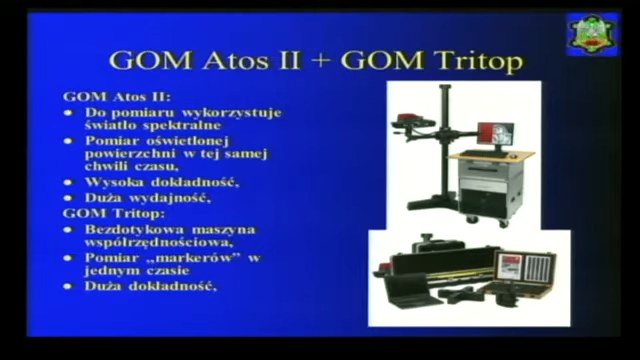 GOM Atos II + GOM Tritop
GOM Atos II:
Do pomiaru wykorzystuje
światło spektralne
Pomiar oświetlonej
powierzchni w tej samej
chwili czasu,
Wysoka dokładność,
Duża wydajność,
GOM Tritop:
Bezdotykowa maszyna
współrzędnościowa,
Pomiar „markerów” w
jednym czasie
Duża dokładność,